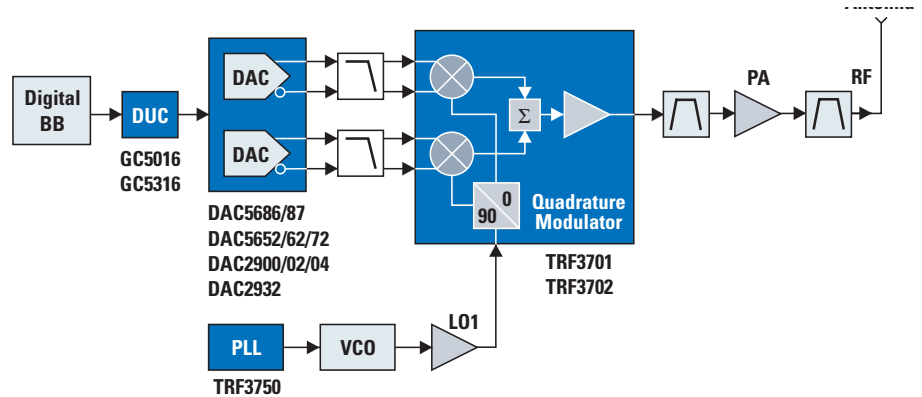 Digital
BB
DUC
GC5016
GC5316
DAC
DAC
DAC5686/87
DAC5652/62/72
DAC2900/02/04
DAC2932
Σ
0
90
Quadrature
Modulator
TRF3701
TRF3702
PA
RF
PLL
TRF3750
VCO
LO1